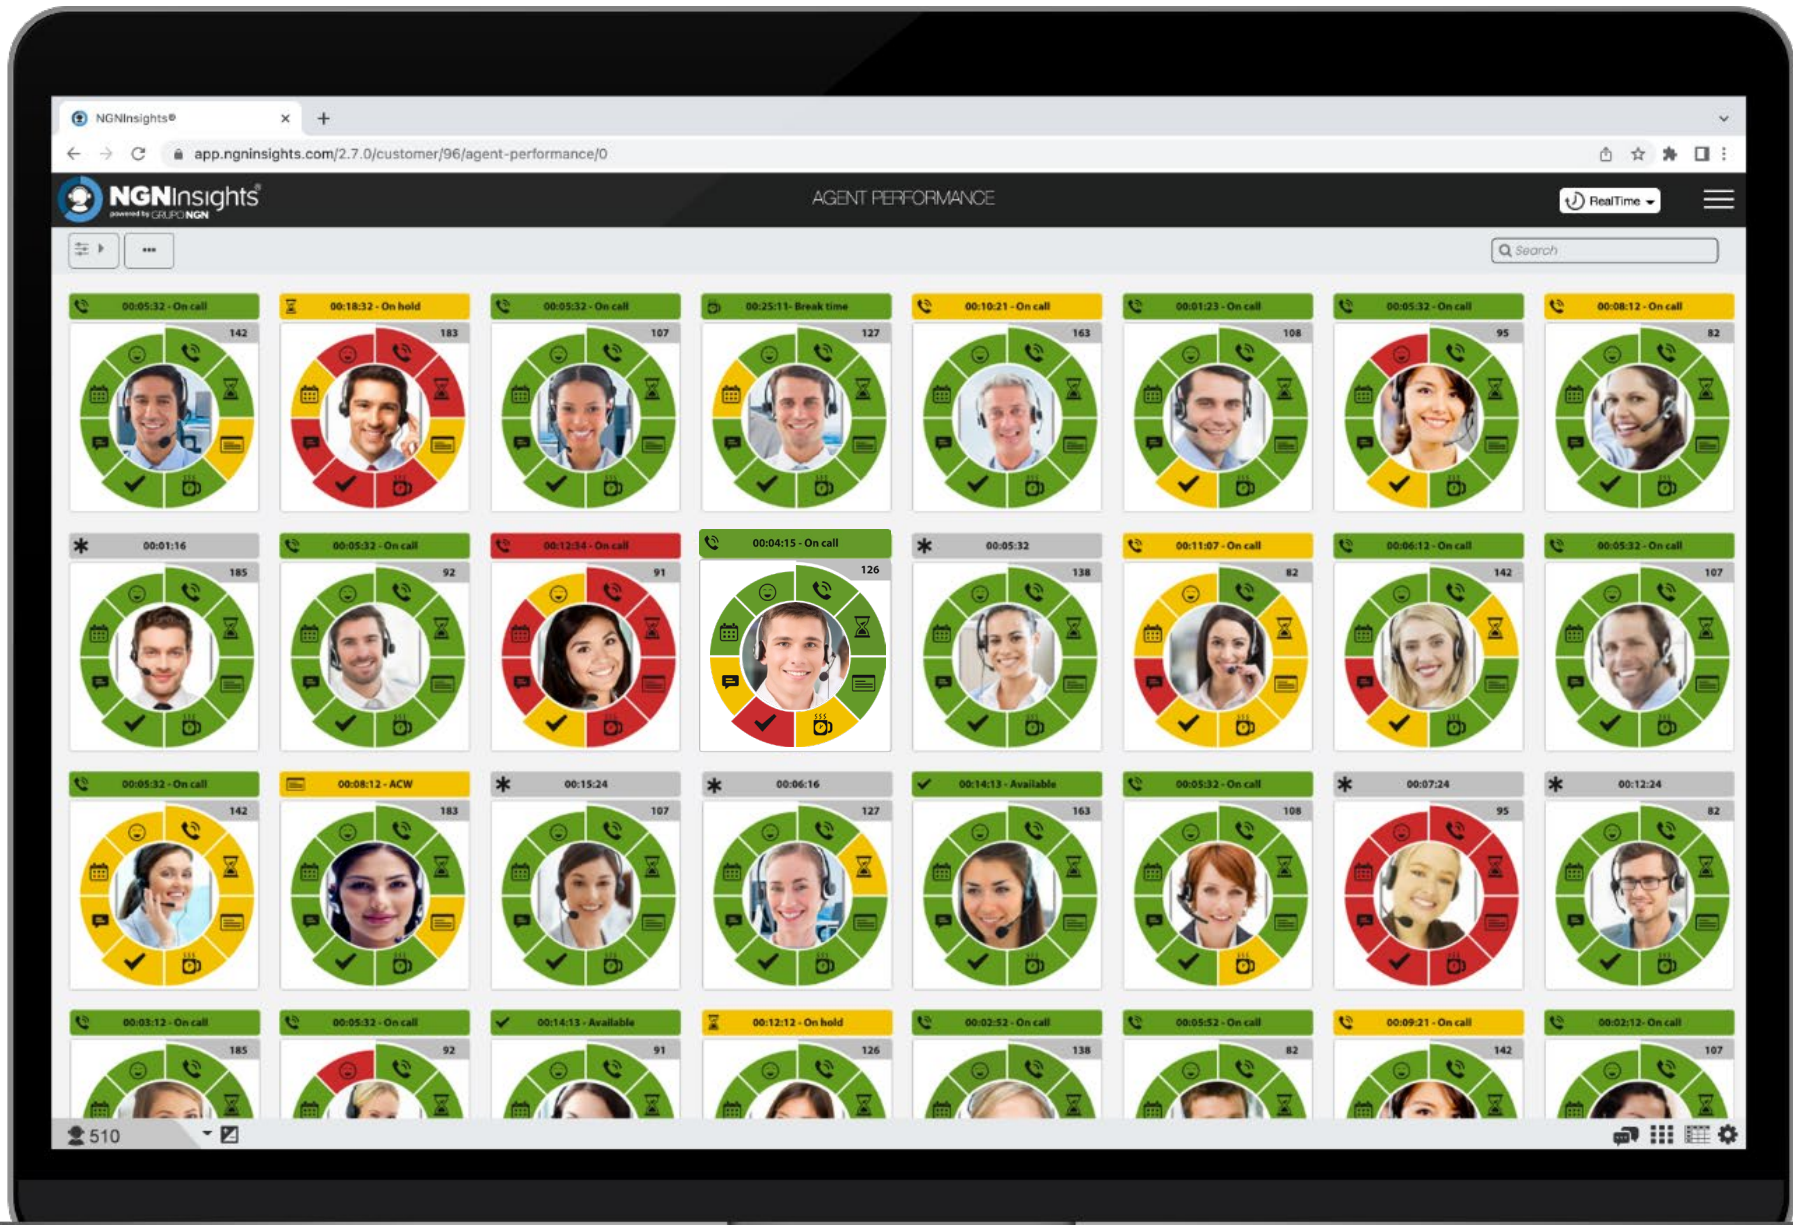 NGNInsights®
app.ngninsights.com/2.7.0/customer/96/agent-performance/0
NGNInsights®
powered by GRUPO NGN
AGENT PERFORMANCE
RealTime
Search
00:05:32 - On call
00:18:32 - On hold
00:05:32 - On call
00:25:11- Break time
00:10:21 - On call
00:01:23 - On call
00:05:32 - On call
00:08:12 - On call
142
183
107
127
163
108
95
82
00:01:16
00:05:32 - On call
00:12:34 - On call
00:04:15 - On call
00:05:32
00:11:07 - On call
00:06:12 - On call
00:05:32 - On call
185
92
91
126
138
82
142
107
00:05:32 - On call
00:08:12 - ACW
00:15:24
00:06:16
00:14:13 - Available
00:05:32 - On call
00:07:24
00:12:24
142
183
107
127
163
108
95
82
00:03:12 - On call
00:05:32 - On call
00:14:13 - Available
00:12:12 - On hold
00:02:52 - On call
00:05:52 - On call
00:09:21 - On call
00:02:12- On call
185
92
91
126
138
82
142
107
510